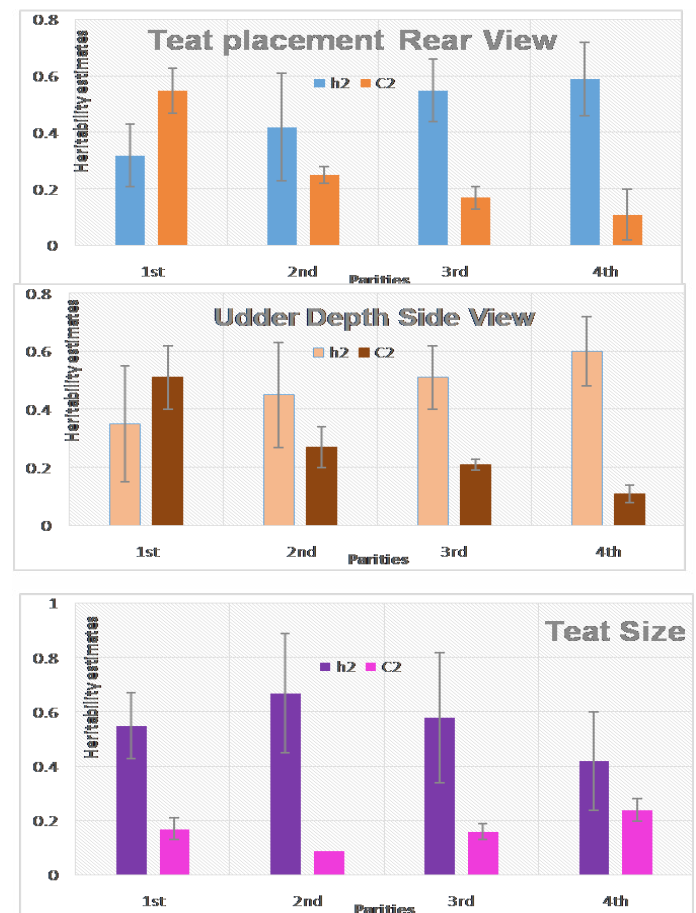 Teat placement Rear View
Heritability estimates
h2 C2
0.8
0.6
0.4
0.2
0
1st 2nd 3rd 4th
Parities
Udder Depth Side View
Heritability estimates
h2 C2
0.8
0.6
0.4
0.2
0
1st 2nd 3rd 4th
Parities
Teat Size
Heritability estimates
h2 C2
1
0.8
0.6
0.4
0.2
0
1st 2nd 3rd 4th
Parities